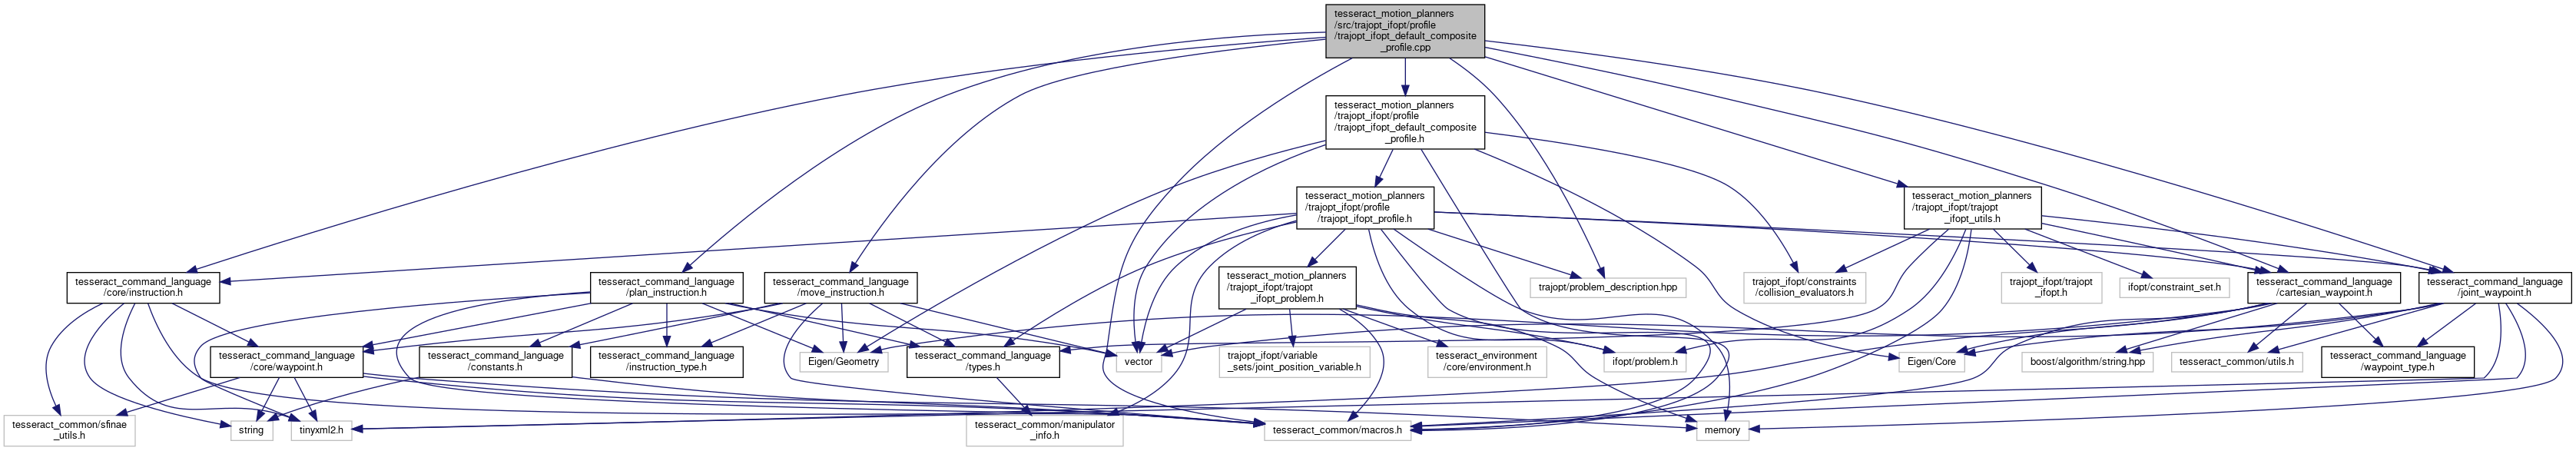 tesseract_motion_planners
/src/trajopt_ifopt/profile
/trajopt_ifopt_default_composite
_profile.cpp
tesseract_motion_planners
/trajopt_ifopt/profile
/trajopt_ifopt_default_composite
_profile.h
tesseract_motion_planners
/trajopt_ifopt/profile
/trajopt_ifopt_profile.h
tesseract_motion_planners
/trajopt_ifopt/trajopt
_ifopt_utils.h
tesseract_command_language
/core/instruction.h
tesseract_command_language
/plan_instruction.h
tesseract_command_language
/move_instruction.h
tesseract_motion_planners
/trajopt_ifopt/trajopt
_ifopt_problem.h
trajopt/problem_description.hpp
trajopt_ifopt/constraints
/collision_evaluators.h
trajopt_ifopt/trajopt
_ifopt.h
ifopt/constraint_set.h
tesseract_command_language
/cartesian_waypoint.h
tesseract_command_language
/joint_waypoint.h
tesseract_command_language
/core/waypoint.h
tesseract_command_language
/constants.h
tesseract_command_language
/instruction_type.h
Eigen/Geometry
tesseract_command_language
/types.h
vector
trajopt_ifopt/variable
_sets/joint_position_variable.h
tesseract_environment
/core/environment.h
ifopt/problem.h
Eigen/Core
boost/algorithm/string.hpp
tesseract_common/utils.h
tesseract_command_language
/waypoint_type.h
tesseract_common/sfinae
_utils.h
string
tinyxml2.h
tesseract_common/manipulator
_info.h
tesseract_common/macros.h
memory